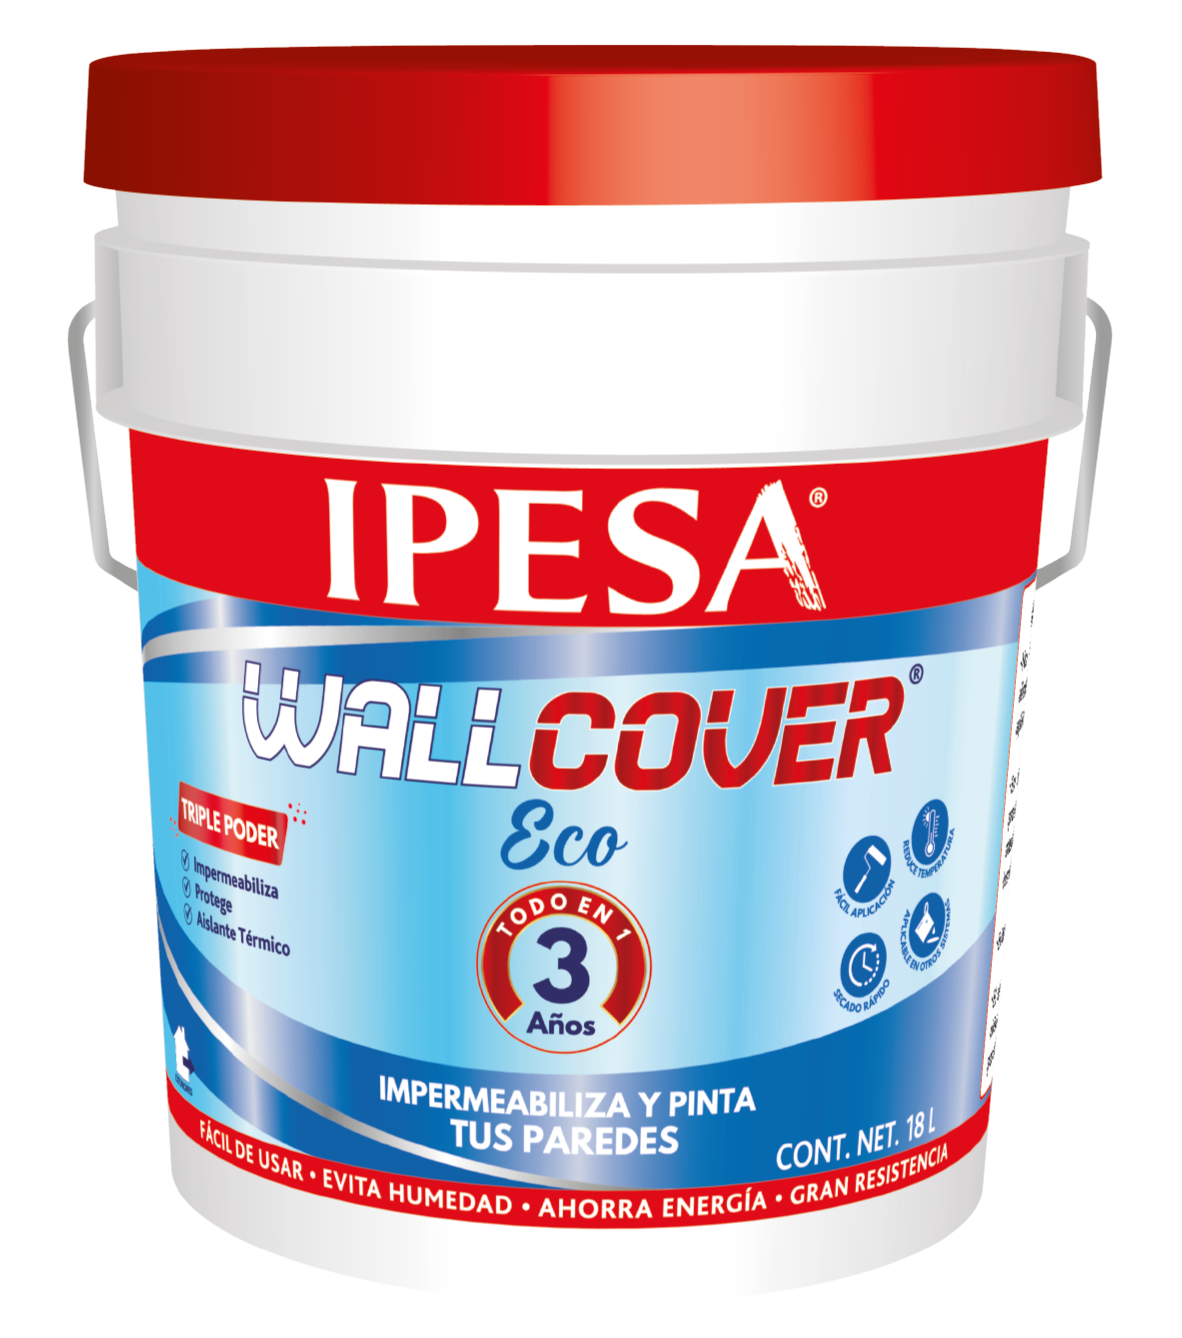 IPESA®
WALL COVER®
Eco
TRIPLE PODER
Impermeabiliza
Protege
Aislante Térmico
TODO EN 1
3
Años
REDUCE TEMPERATURA
FÁCIL APLICACIÓN
APLICABLE EN OTROS SISTEMAS
SECADO RÁPIDO
IMPERMEABILIZA Y PINTA
TUS PAREDES
CONT. NET. 18 L
FÁCIL DE USAR • EVITA HUMEDAD • AHORRA ENERGÍA • GRAN RESISTENCIA